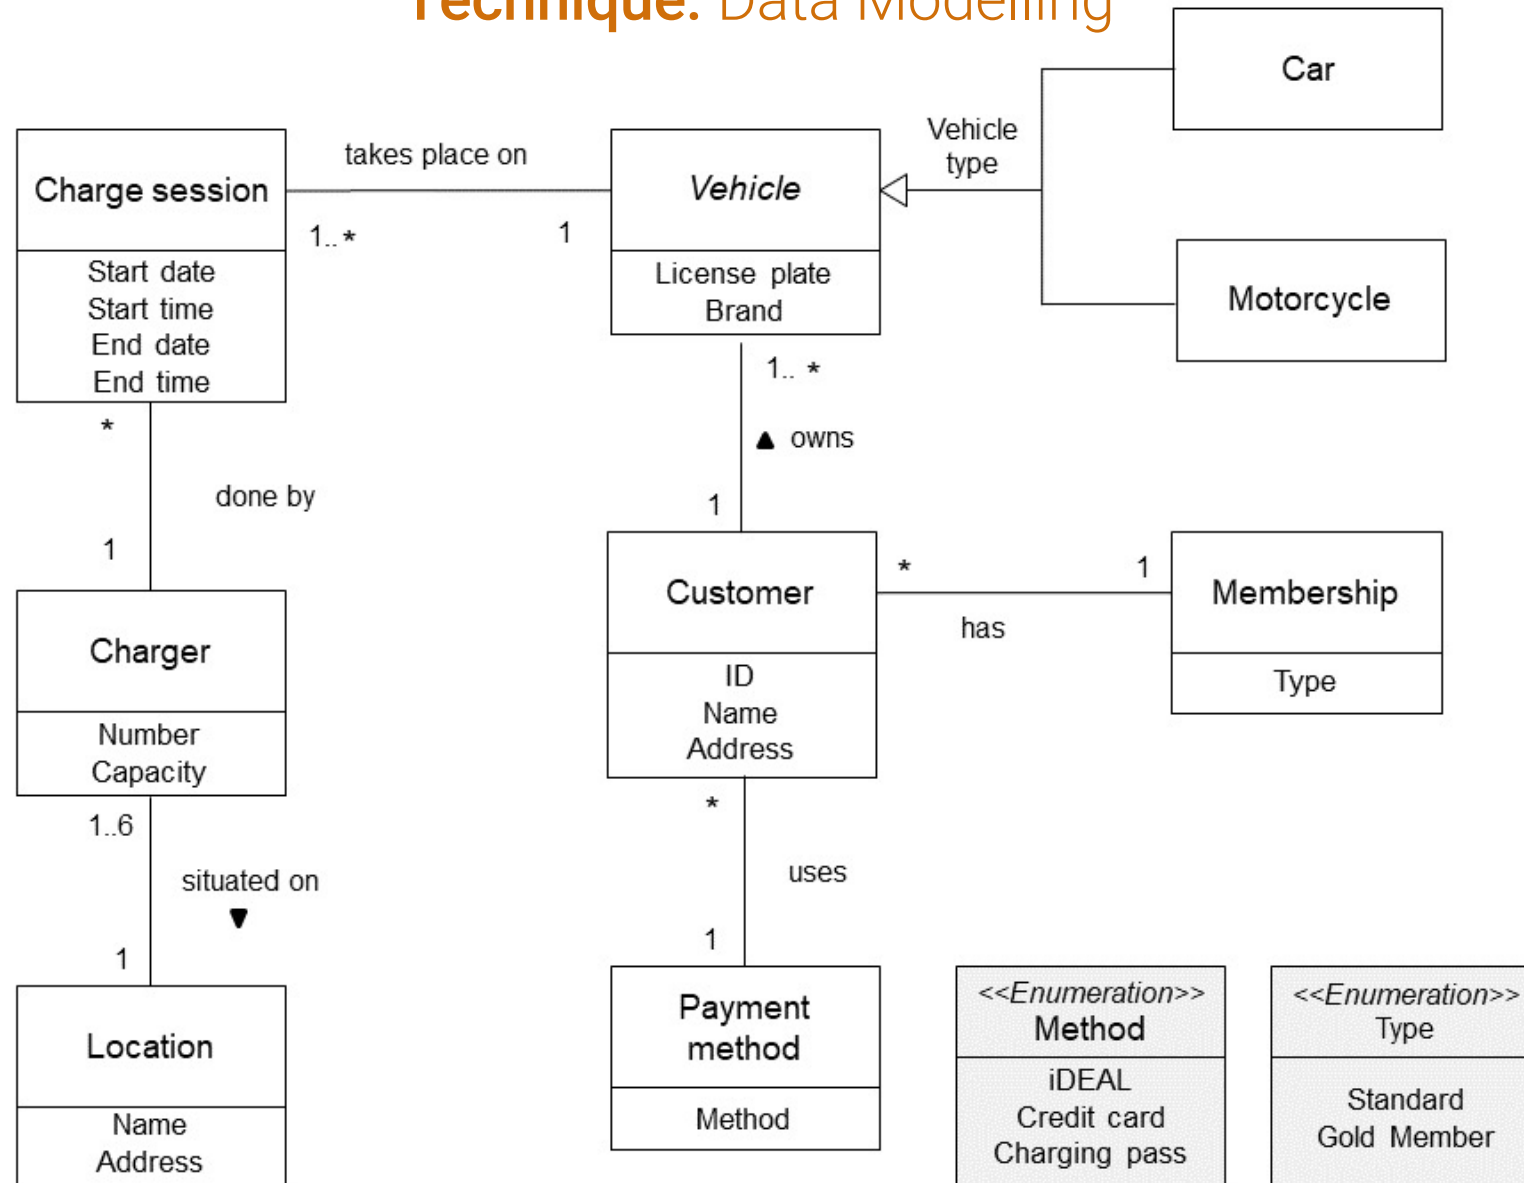 Technique: Data Modelling
Car
Vehicle
type
takes place on
Charge session
Vehicle
1..*
1
Start date
Start time
End date
End time
License plate
Brand
Motorcycle
1.. *
*
▲ owns
done by
1
1
Customer
*
1
has
Membership
Charger
ID
Name
Address
Type
Number
Capacity
1..6
*
situated on
▼
uses
1
1
Location
Payment
method
<<Enumeration>>
Method
<<Enumeration>>
Type
Name
Address
Method
iDEAL
Credit card
Charging pass
Standard
Gold Member